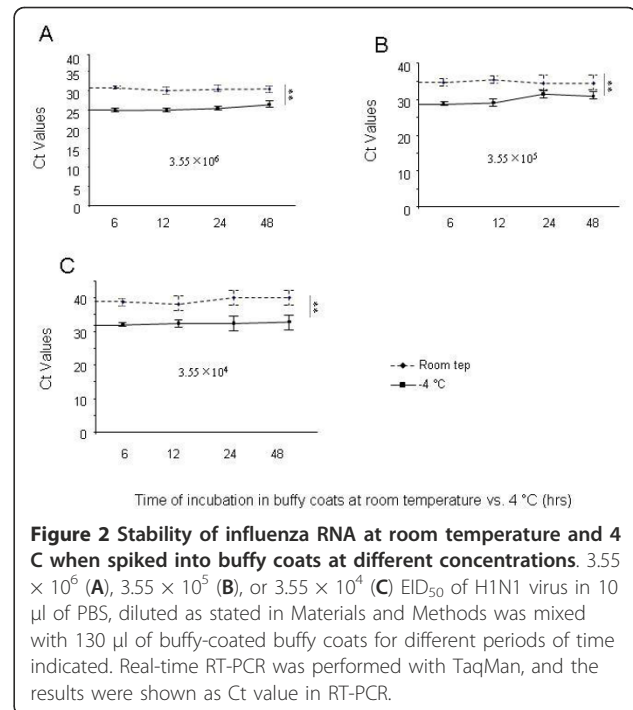 A
40
35
30
25
20
15
10
5
0
Ct Values
**
3.55 × 10⁶
6 12 24 48
B
40
30
20
10
0
Ct Values
**
3.55 × 10⁵
6 12 24 48
C
40
30
20
10
0
Ct Values
**
3.55 × 10⁴
6 12 24 48
Room tep
-4 °C
Time of incubation in buffy coats at room temperature vs. 4 °C (hrs)
Figure 2 Stability of influenza RNA at room temperature and 4
C when spiked into buffy coats at different concentrations. 3.55
× 10⁶ (A), 3.55 × 10⁵ (B), or 3.55 × 10⁴ (C) EID₅₀ of H1N1 virus in 10
μl of PBS, diluted as stated in Materials and Methods was mixed
with 130 μl of buffy-coated buffy coats for different periods of time
indicated. Real-time RT-PCR was performed with TaqMan, and the
results were shown as Ct value in RT-PCR.